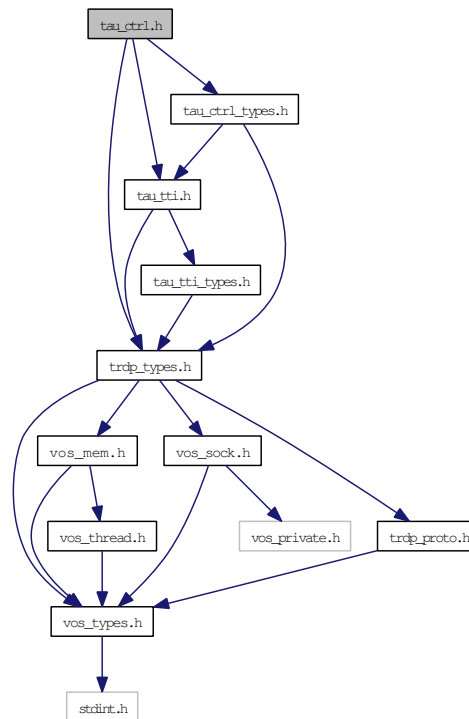 tau_ctrl.h
tau_ctrl_types.h
tau_tti.h
tau_tti_types.h
trdp_types.h
vos_mem.h
vos_sock.h
vos_thread.h
vos_private.h
trdp_proto.h
vos_types.h
stdint.h